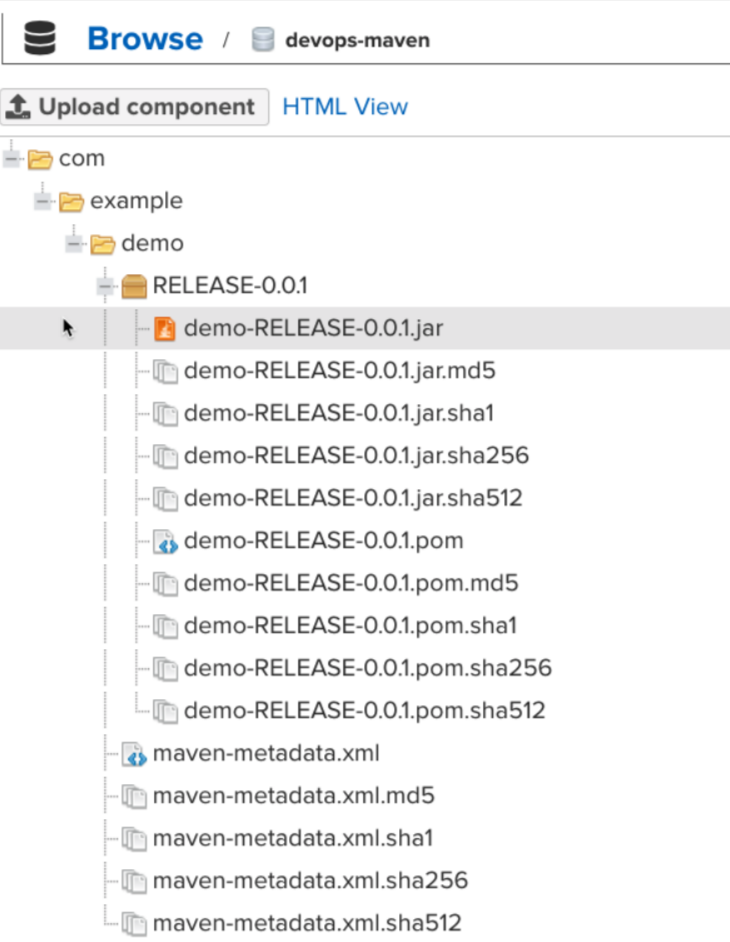 Browse / devops-maven
Upload component HTML View
com
example
demo
RELEASE-0.0.1
demo-RELEASE-0.0.1.jar
demo-RELEASE-0.0.1.jar.md5
demo-RELEASE-0.0.1.jar.sha1
demo-RELEASE-0.0.1.jar.sha256
demo-RELEASE-0.0.1.jar.sha512
demo-RELEASE-0.0.1.pom
demo-RELEASE-0.0.1.pom.md5
demo-RELEASE-0.0.1.pom.sha1
demo-RELEASE-0.0.1.pom.sha256
demo-RELEASE-0.0.1.pom.sha512
maven-metadata.xml
maven-metadata.xml.md5
maven-metadata.xml.sha1
maven-metadata.xml.sha256
maven-metadata.xml.sha512